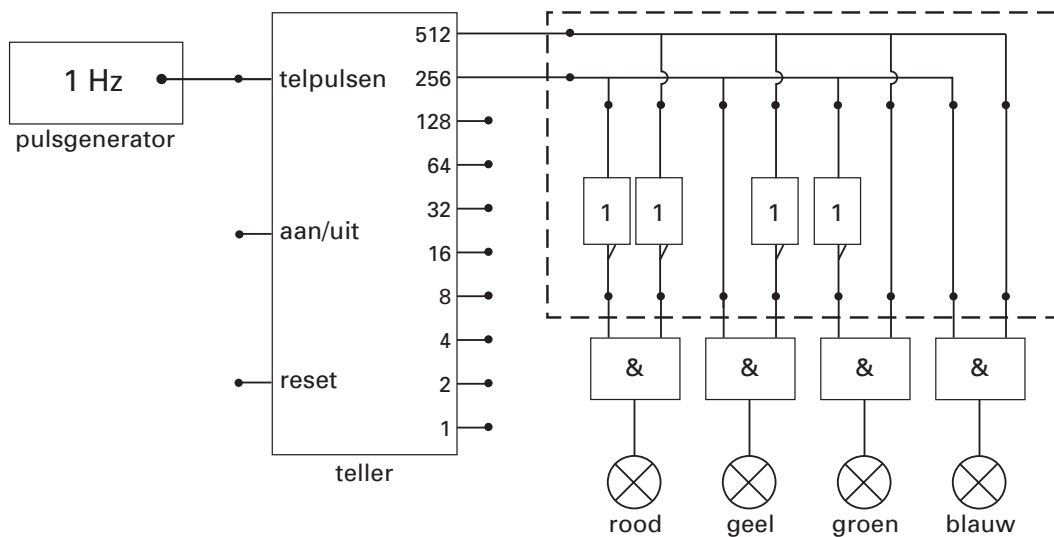 1 Hz
pulsgenerator
telpulsen
aan/uit
reset
512
256
128
64
32
16
8
4
2
1
teller
1 1 1 1
& & & &
rood geel groen blauw